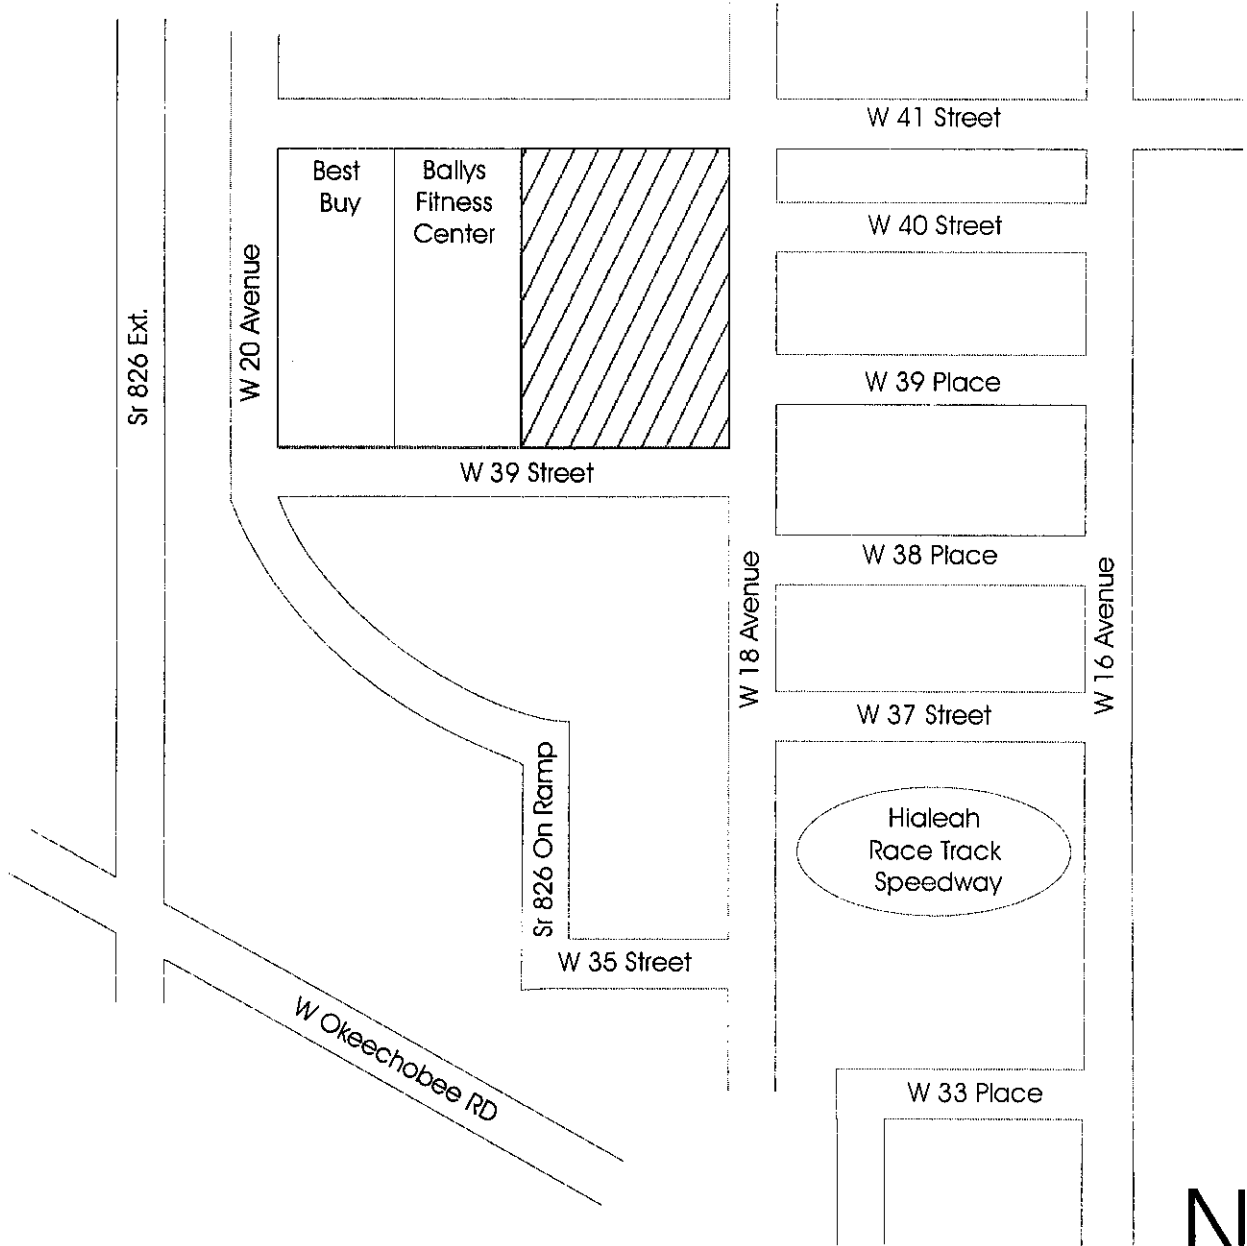 W 41 Street
Best
Buy
Ballys
Fitness
Center
W 40 Street
W 20 Avenue
Sr 826 Ext.
W 39 Place
W 39 Street
W 38 Place
W 18 Avenue
W 16 Avenue
W 37 Street
Sr 826 On Ramp
Hialeah
Race Track
Speedway
W 35 Street
W Okeechobee RD
W 33 Place
N